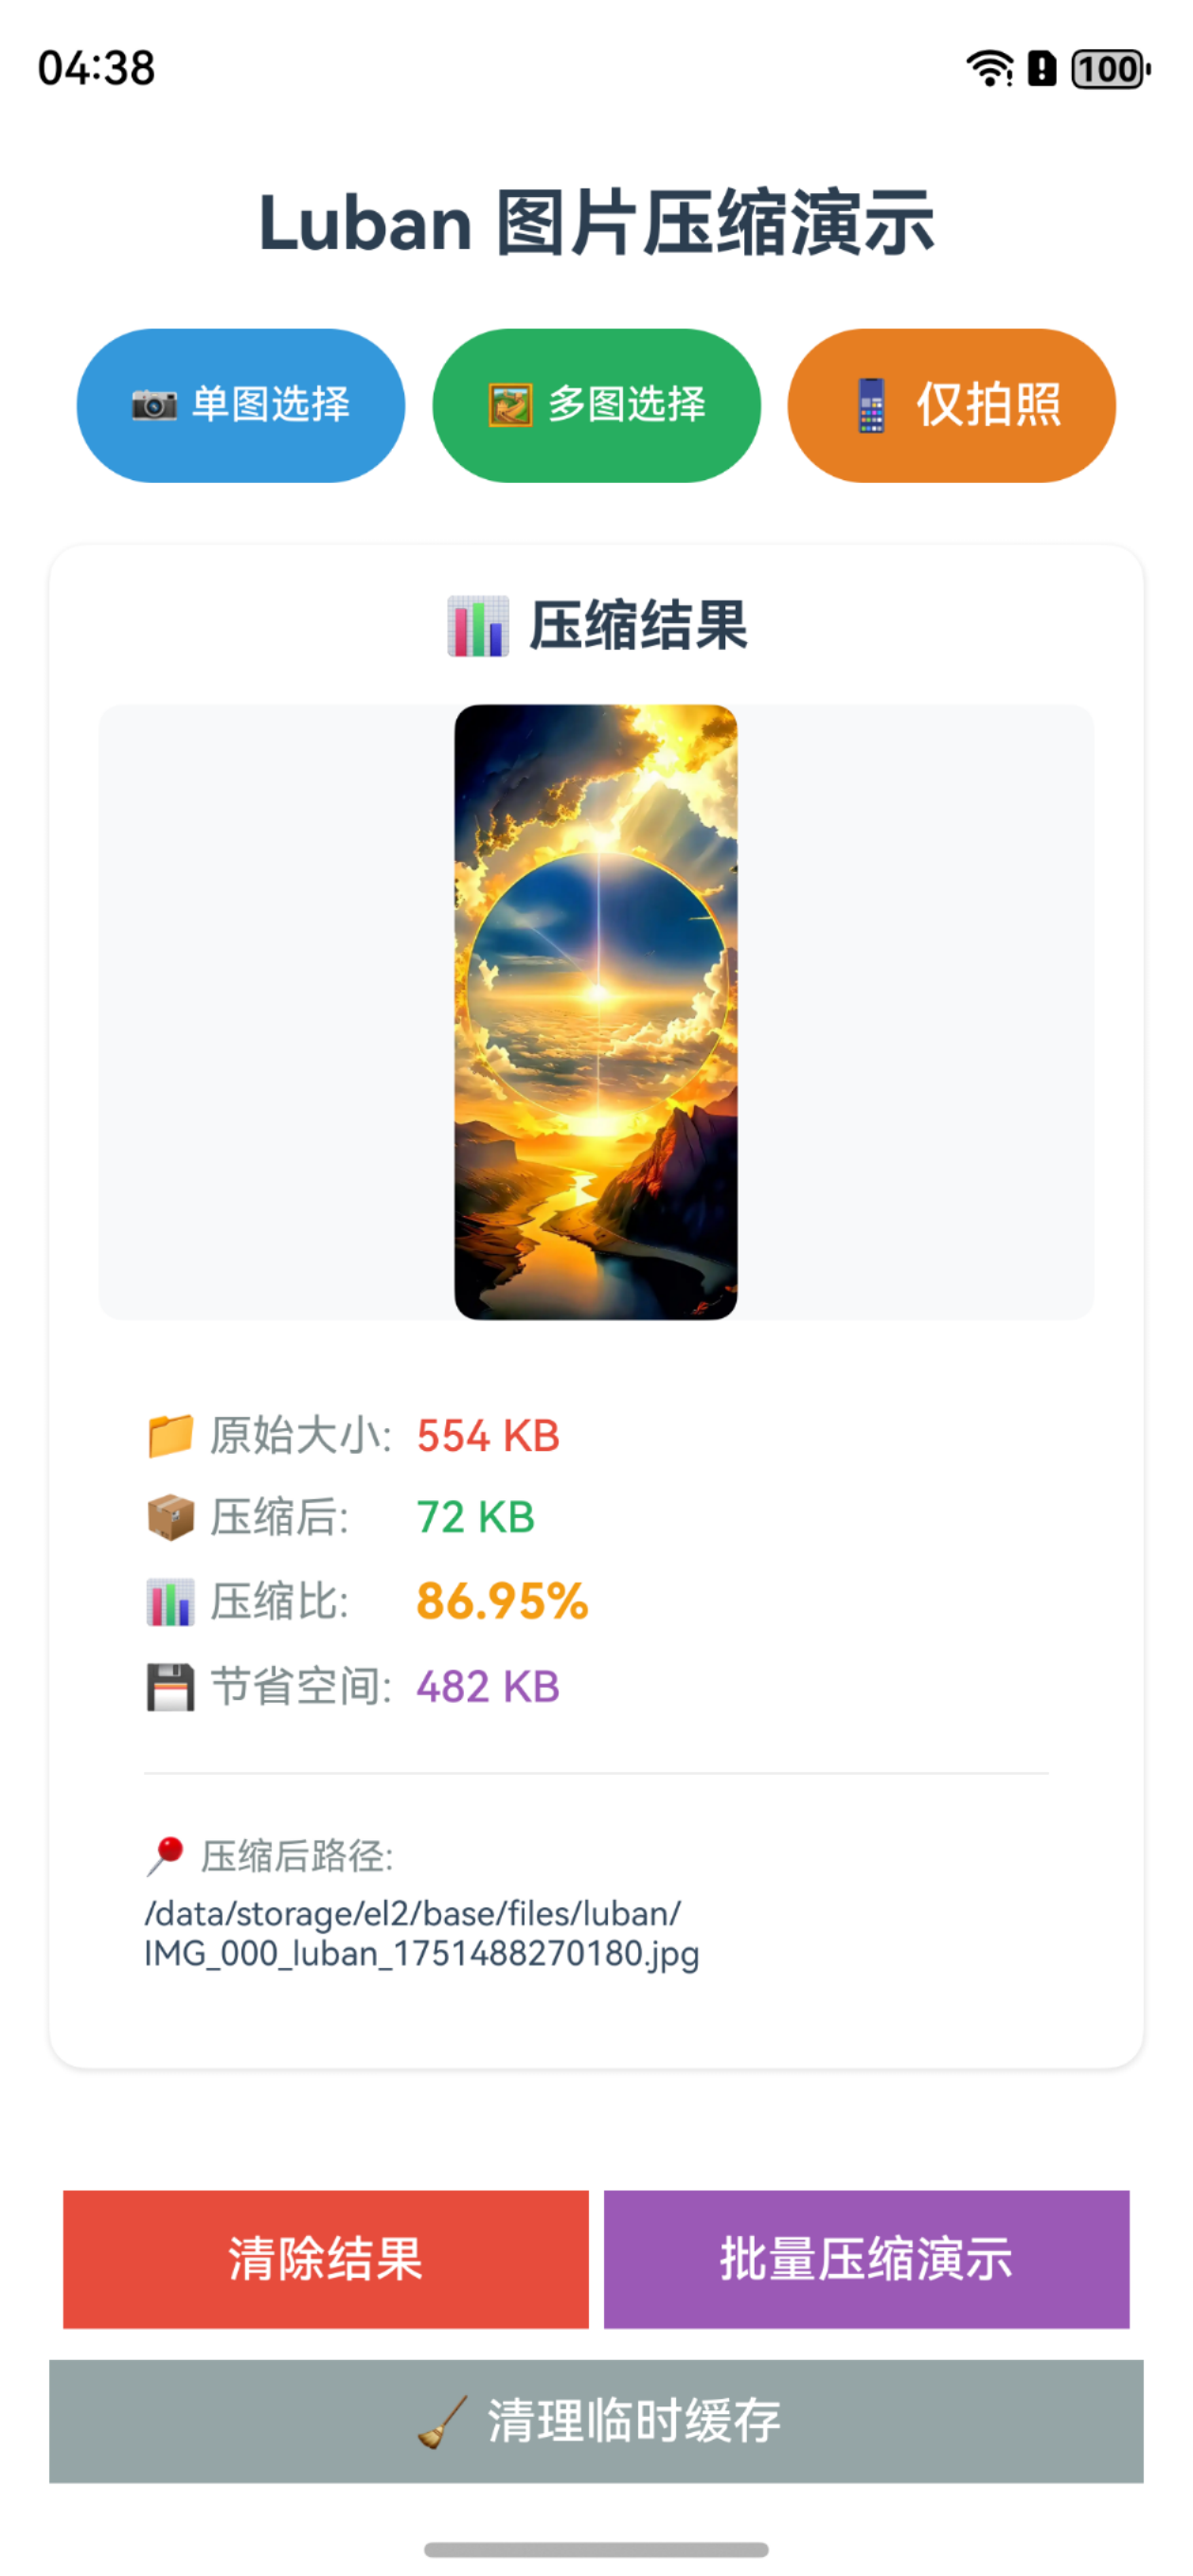 04:38
100
Luban 图片压缩演示
单图选择
多图选择
仅拍照
压缩结果
原始大小: 554 KB
压缩后: 72 KB
压缩比: 86.95%
节省空间: 482 KB
压缩后路径:
/data/storage/el2/base/files/luban/
IMG_000_luban_1751488270180.jpg
清除结果
批量压缩演示
清理临时缓存